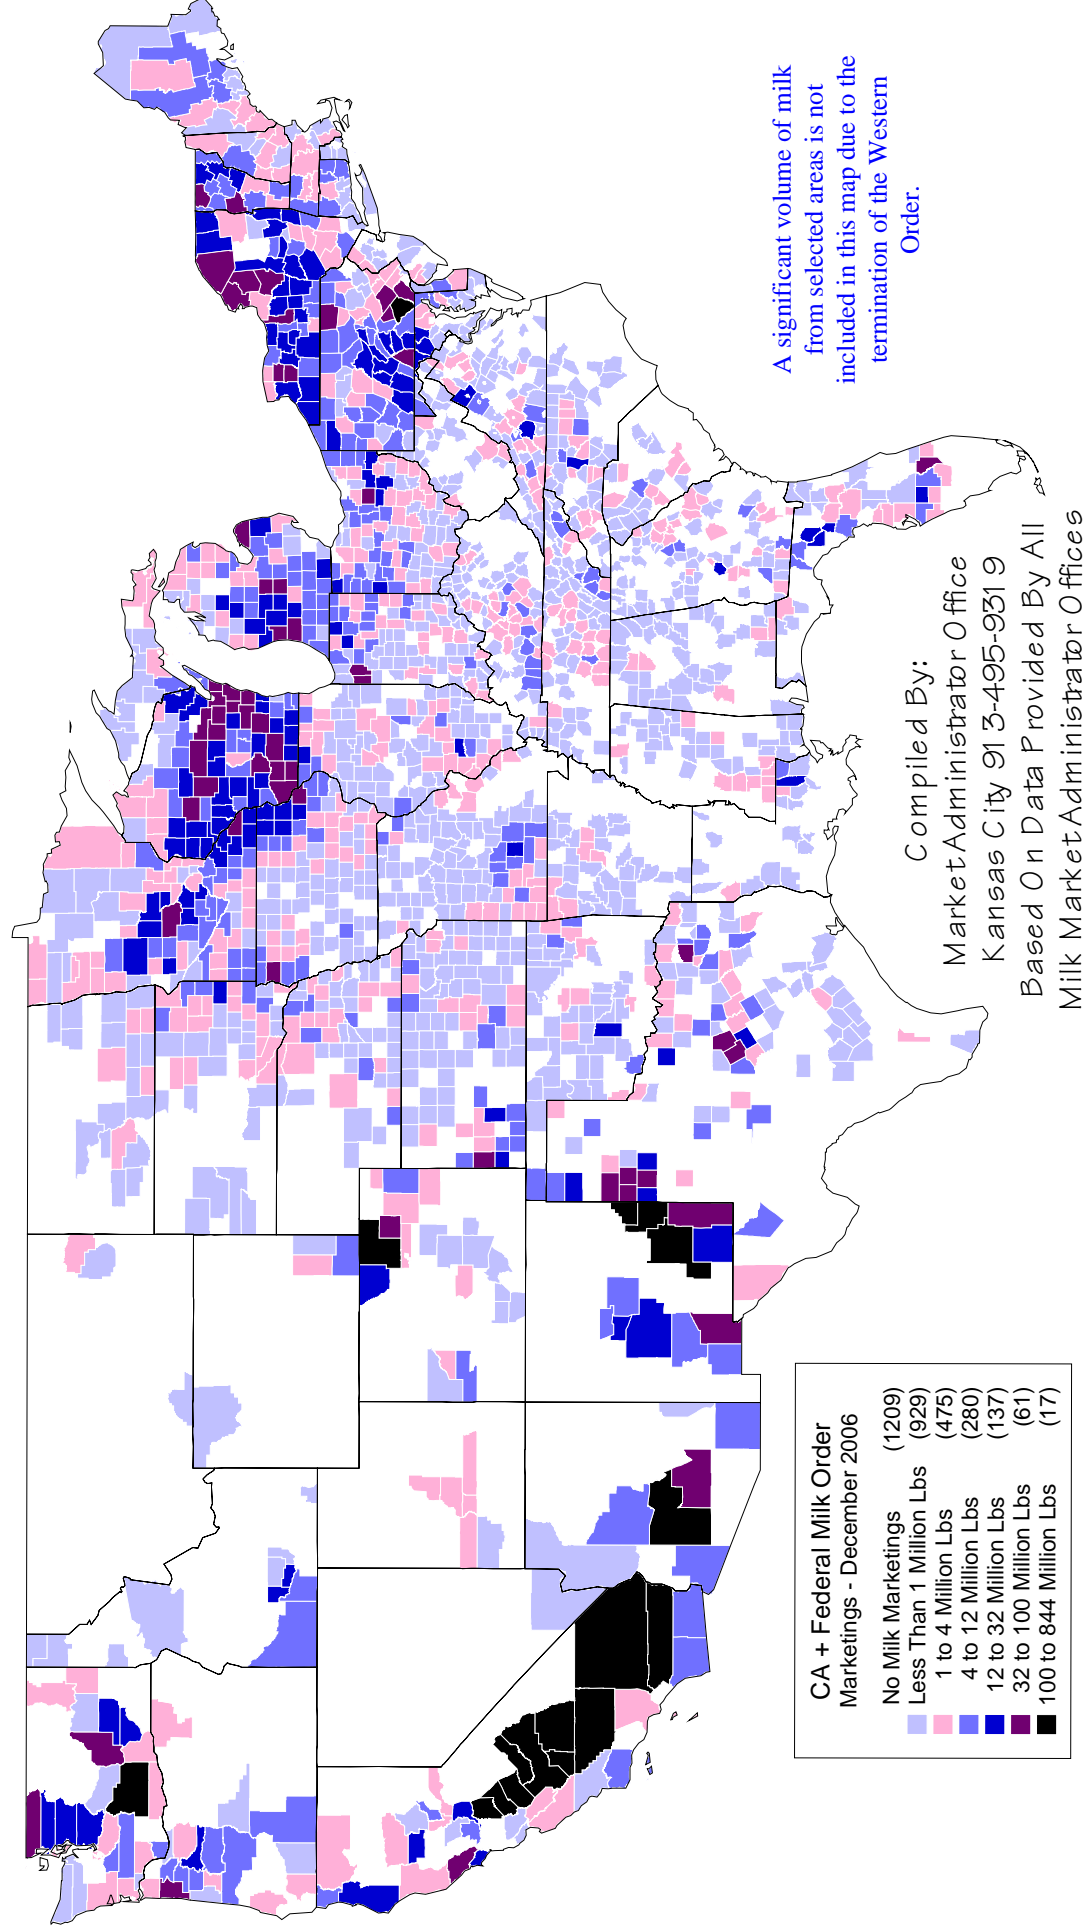 A significant volume of milk
from selected areas is not
included in this map due to the
termination of the Western
Order.
Compiled By:
Market Administrator Office
Kansas City 913-495-9319
Based On Data Provided By All
Milk Market Administrator Offices
CA + Federal Milk Order
Marketings - December 2006
No Milk Marketings (1209)
Less Than 1 Million Lbs (929)
1 to 4 Million Lbs (475)
4 to 12 Million Lbs (280)
12 to 32 Million Lbs (137)
32 to 100 Million Lbs (61)
100 to 844 Million Lbs (17)